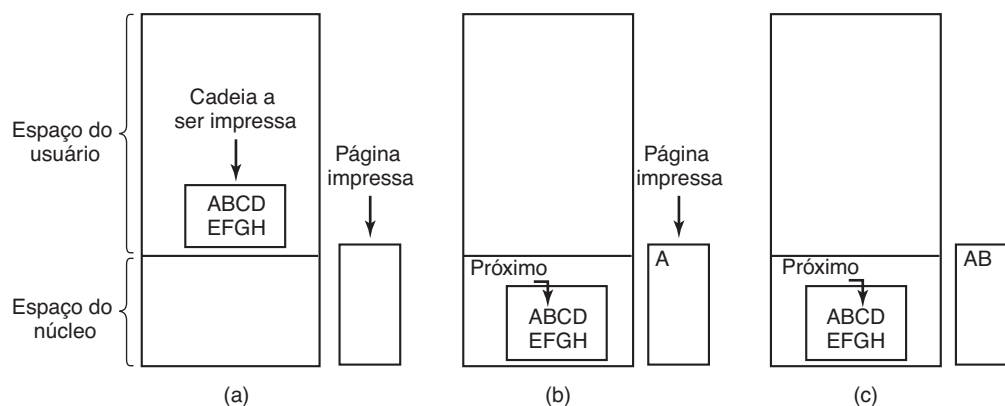 Espaço do
usuário
Cadeia a
ser impressa
ABCD
EFGH
Página
impressa
Espaço do
núcleo
(a)
Próximo
ABCD
EFGH
Página
impressa
A
(b)
Próximo
ABCD
EFGH
AB
(c)